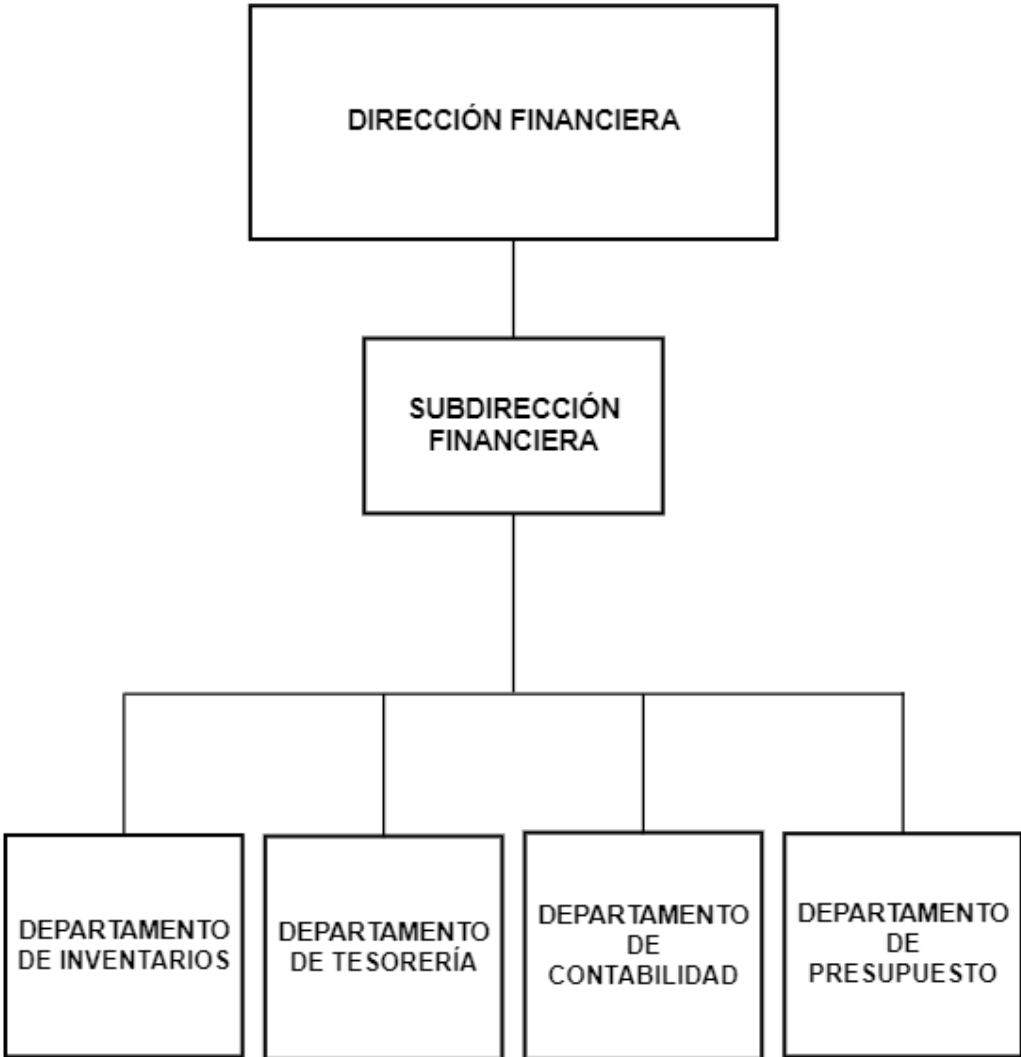 DIRECCIÓN FINANCIERA
SUBDIRECCIÓN
FINANCIERA
DEPARTAMENTO
DE INVENTARIOS
DEPARTAMENTO
DE TESORERÍA
DEPARTAMENTO
DE
CONTABILIDAD
DEPARTAMENTO
DE
PRESUPUESTO